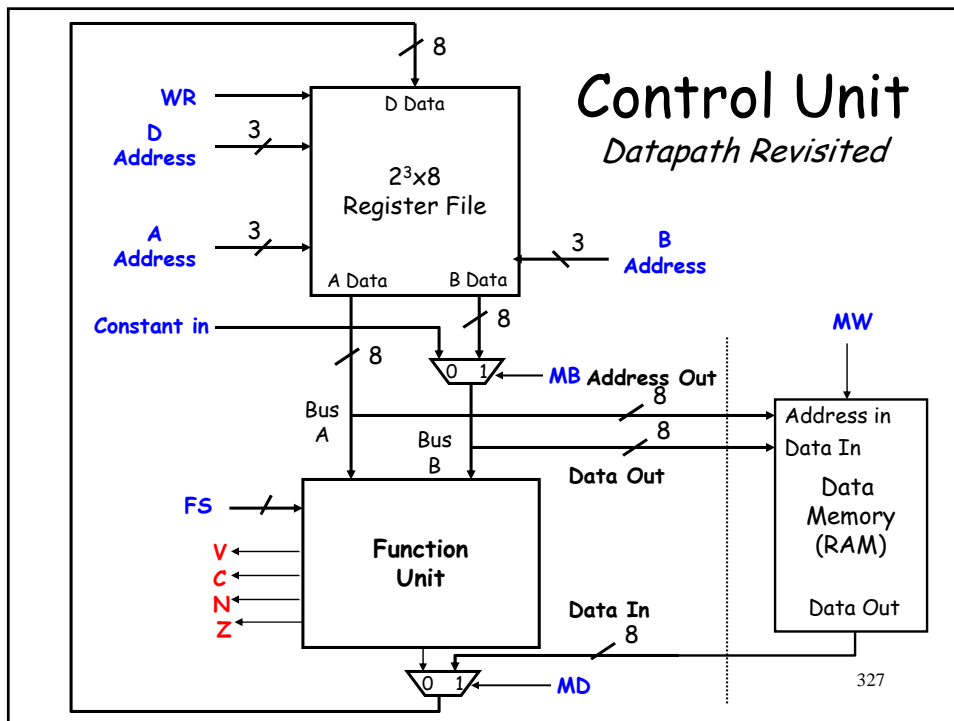 Control Unit
Datapath Revisited
8
WR
D Data
D
Address
3
2³x8
Register File
A
Address
3
3
B
Address
A Data
B Data
Constant in
8
8
MW
0 1
MB
Address Out
8
Address in
Bus
A
Bus
B
8
Data In
Data Out
FS
Function
Unit
Data
Memory
(RAM)
V
C
N
Z
Data In
8
Data Out
0 1
MD
327